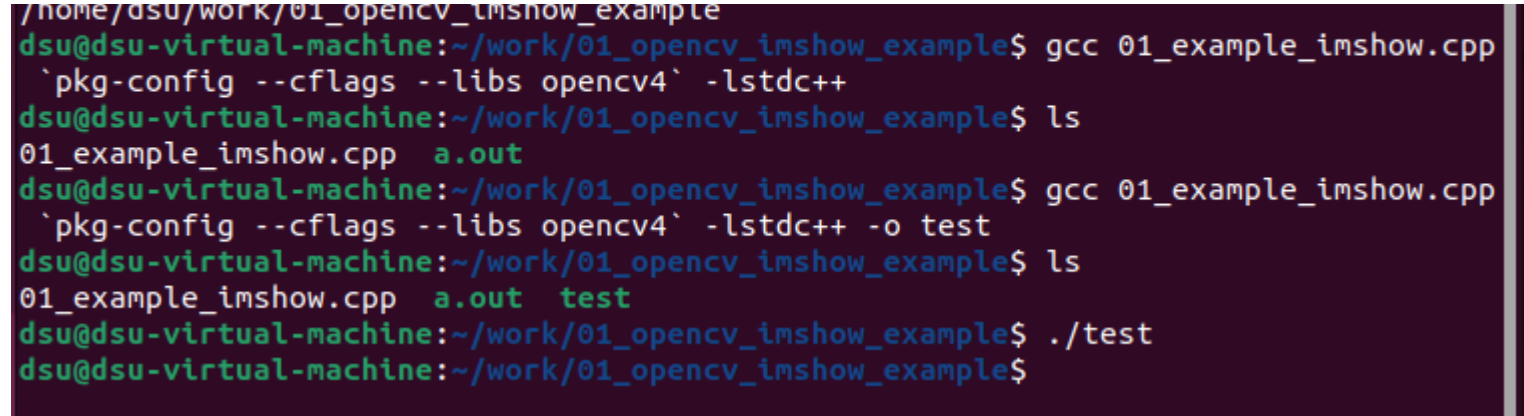 /home/dsu/work/01_opencv_imshow_example
dsu@dsu-virtual-machine:~/work/01_opencv_imshow_example$ gcc 01_example_imshow.cpp
 `pkg-config --cflags --libs opencv4` -lstdc++
dsu@dsu-virtual-machine:~/work/01_opencv_imshow_example$ ls
01_example_imshow.cpp  a.out
dsu@dsu-virtual-machine:~/work/01_opencv_imshow_example$ gcc 01_example_imshow.cpp
 `pkg-config --cflags --libs opencv4` -lstdc++ -o test
dsu@dsu-virtual-machine:~/work/01_opencv_imshow_example$ ls
01_example_imshow.cpp  a.out  test
dsu@dsu-virtual-machine:~/work/01_opencv_imshow_example$ ./test
dsu@dsu-virtual-machine:~/work/01_opencv_imshow_example$